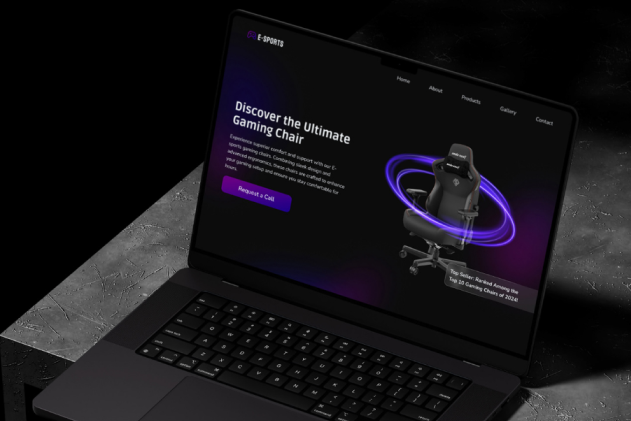 E-SPORTS
Home
About
Products
Gallery
Contact
Discover the Ultimate
Gaming Chair
Experience superior comfort and support with our E-
sports gaming chairs. Combining sleek design and
advanced ergonomics, these chairs are crafted to enhance
your gaming setup and ensure you stay comfortably for
hours.
Request a Call
Top Seller: Ranked Among the
Top 10 Gaming Chairs of 2024!